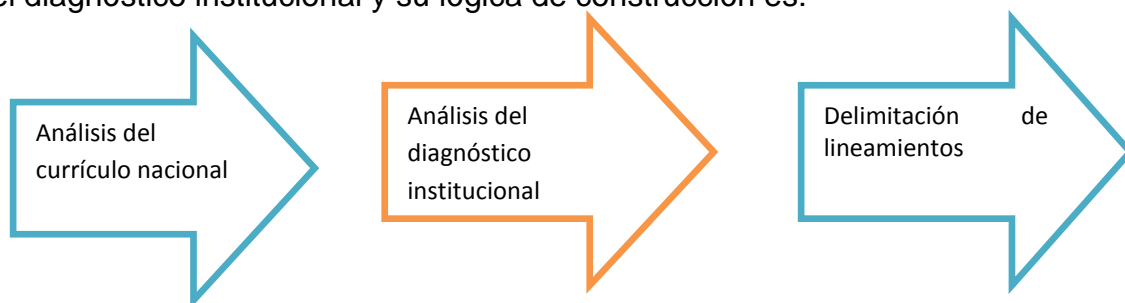 el diagnóstico institucional y su lógica de construcción es:
Análisis del
currículo nacional
Análisis del
diagnóstico
institucional
Delimitación de
lineamientos